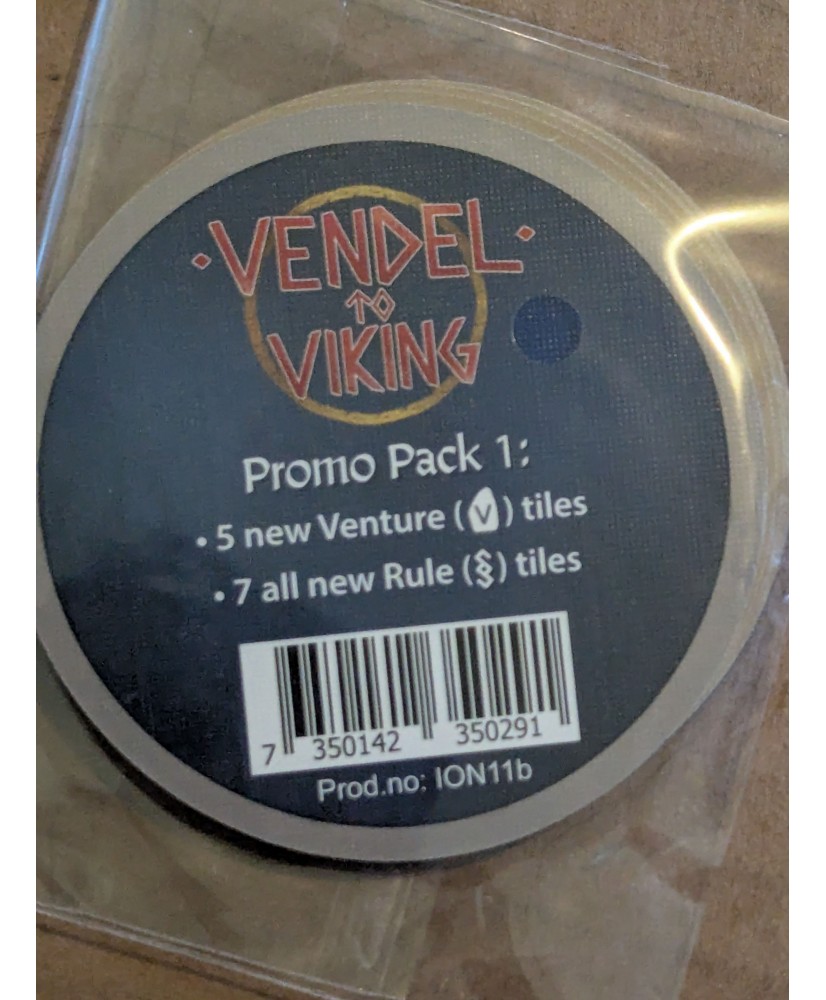 ·VENDEL·
TO
VIKING
Promo Pack 1:
• 5 new Venture (V) tiles
• 7 all new Rule (§) tiles
7 350142 350291
Prod.no: ION11b